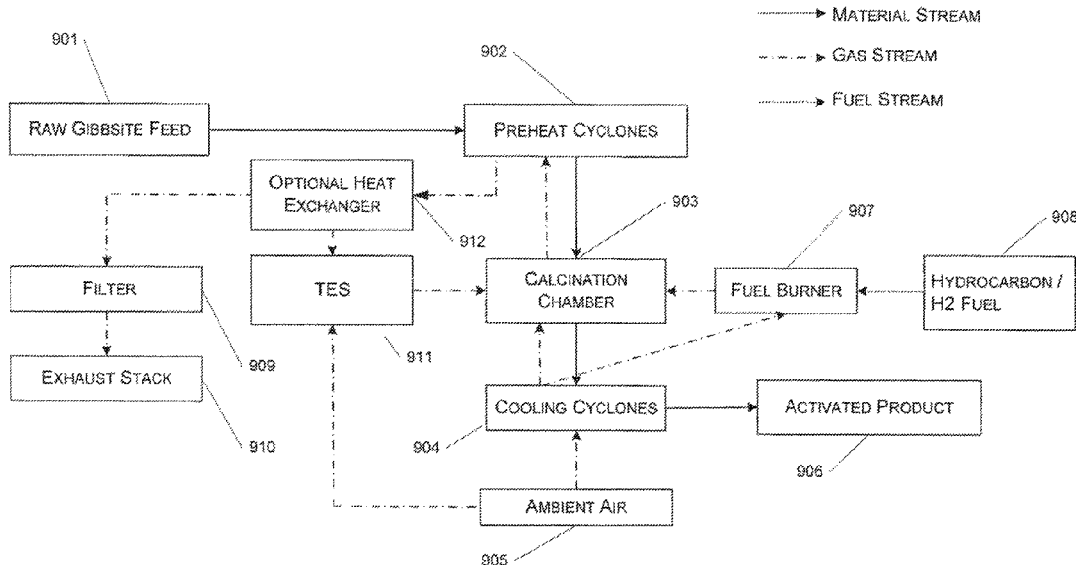 MATERIAL STREAM
901
902
GAS STREAM
FUEL STREAM
RAW GIBBSITE FEED
PREHEAT CYCLONES
OPTIONAL HEAT
EXCHANGER
903
907
908
912
FILTER
TES
CALCINATION
CHAMBER
FUEL BURNER
HYDROCARBON /
H2 FUEL
909
911
EXHAUST STACK
COOLING CYCLONES
ACTIVATED PRODUCT
910
904
906
AMBIENT AIR
905